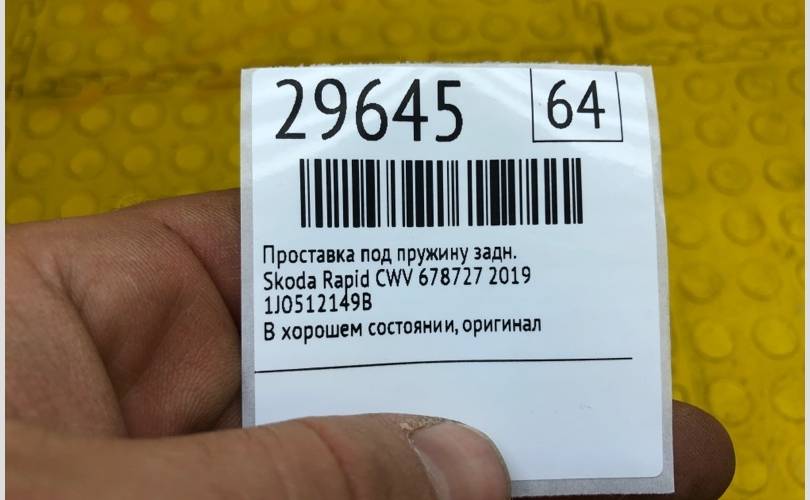 29645
64
Проставка под пружину задн.
Skoda Rapid CWV 678727 2019
1J0512149B
В хорошем состоянии, оригинал